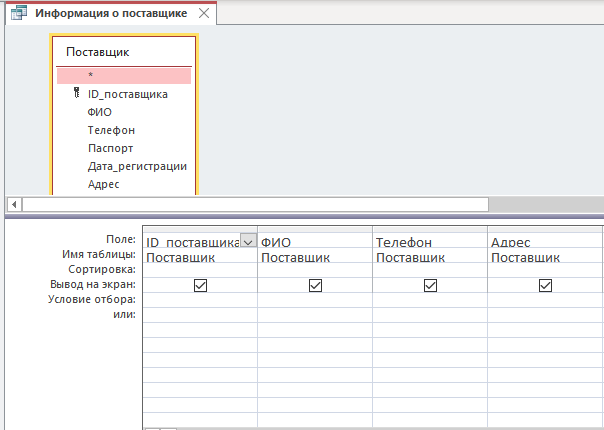 Информация о поставщике
Поставщик
*
ID_поставщика
ФИО
Телефон
Паспорт
Дата_регистрации
Адрес
Поле: ID_поставщика ФИО Телефон Адрес
Имя таблицы: Поставщик Поставщик Поставщик Поставщик
Сортировка:
Вывод на экран:
Условие отбора:
или: